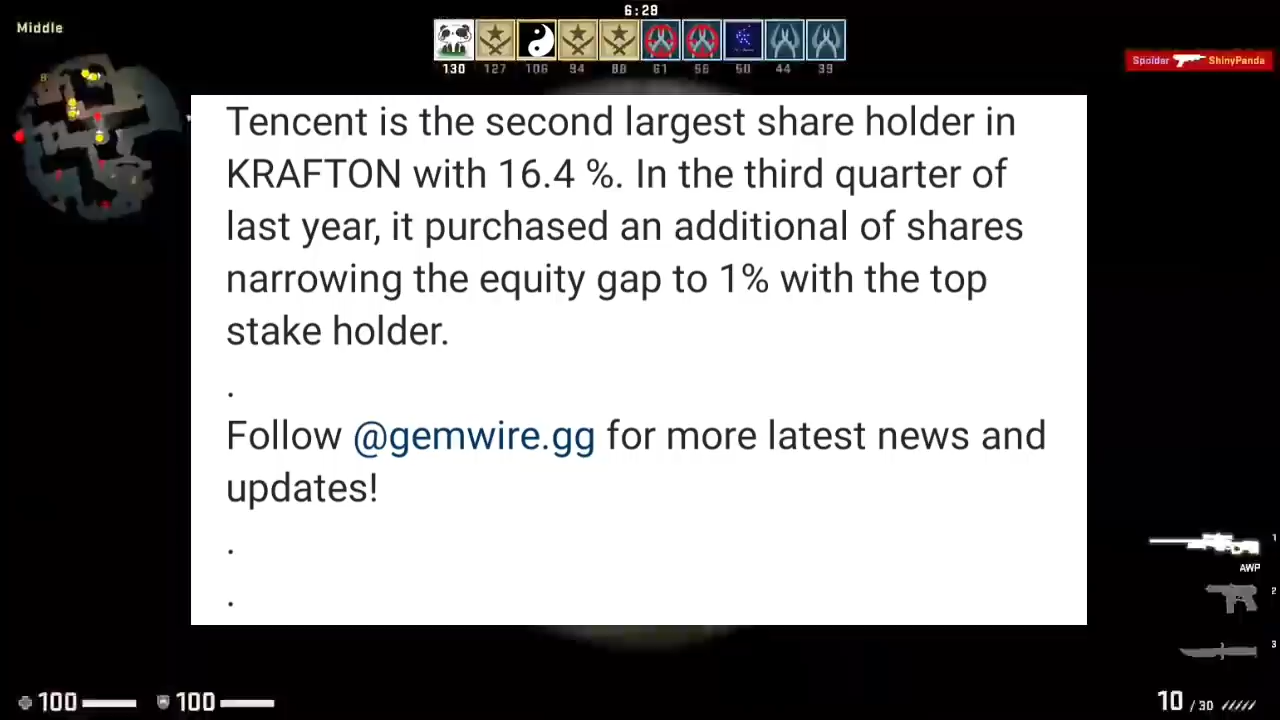 6:28
Middle
130 127 106 94 88 61 56 50 44 39
Spoider ShinyPanda
B
Tencent is the second largest share holder in
KRAFTON with 16.4 %. In the third quarter of
last year, it purchased an additional of shares
narrowing the equity gap to 1% with the top
stake holder.
.
Follow @gemwire.gg for more latest news and
updates!
.
.
1
AWP
2
3
100 100
10 / 30